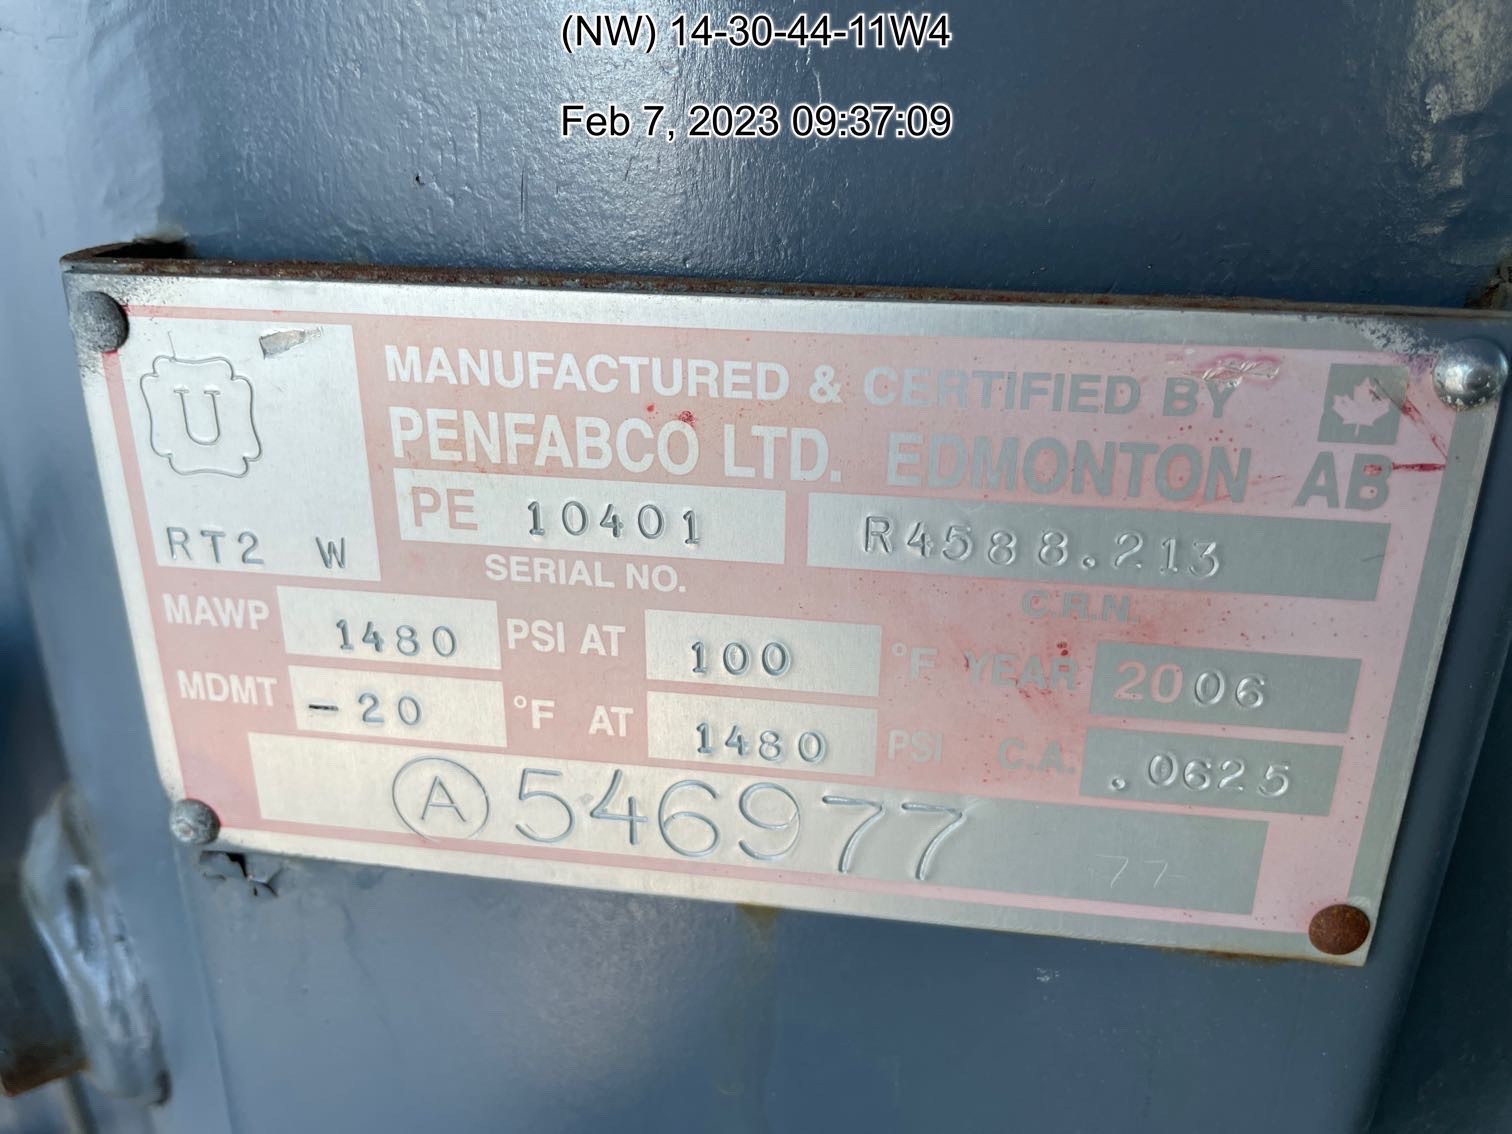 (NW) 14-30-44-11W4
Feb 7, 2023 09:37:09
U
RT2 W
MANUFACTURED & CERTIFIED BY
PENFABCO LTD. EDMONTON AB
PE 10401
SERIAL NO.
R4588.213
C.R.N.
MAWP 1480 PSI AT 100 °F YEAR 2006
MDMT -20 °F AT 1480 PSI C.A. .0625
A 546977
77